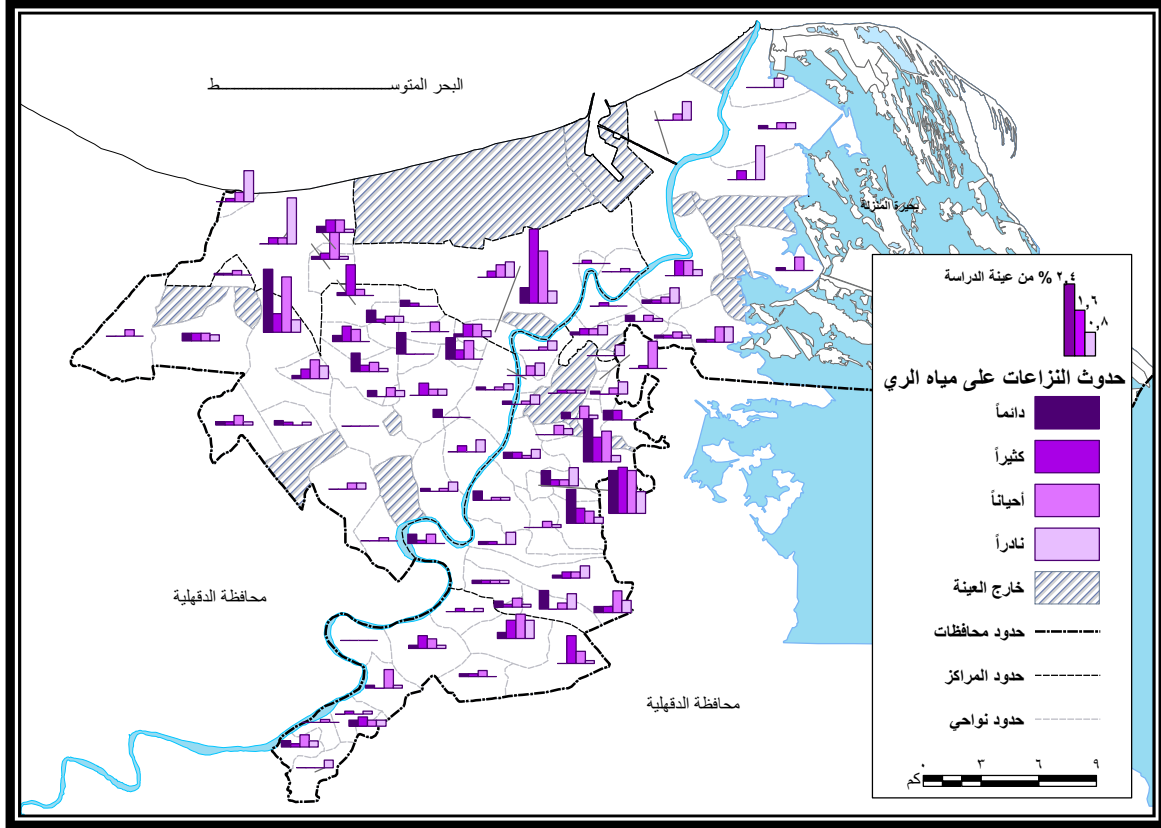 البحر المتوســـــــــــــــــــــــــط
بحيرة المنزلة
٢,٤ % من عينة الدراسة
١,٦
٠,٨
حدوث النزاعات على مياه الري
دائماً
كثيراً
أحياناً
نادراً
خارج العينة
حدود محافظات
حدود المراكز
حدود نواحي
٠ ٣ ٦ ٩
كم
محافظة الدقهلية
محافظة الدقهلية